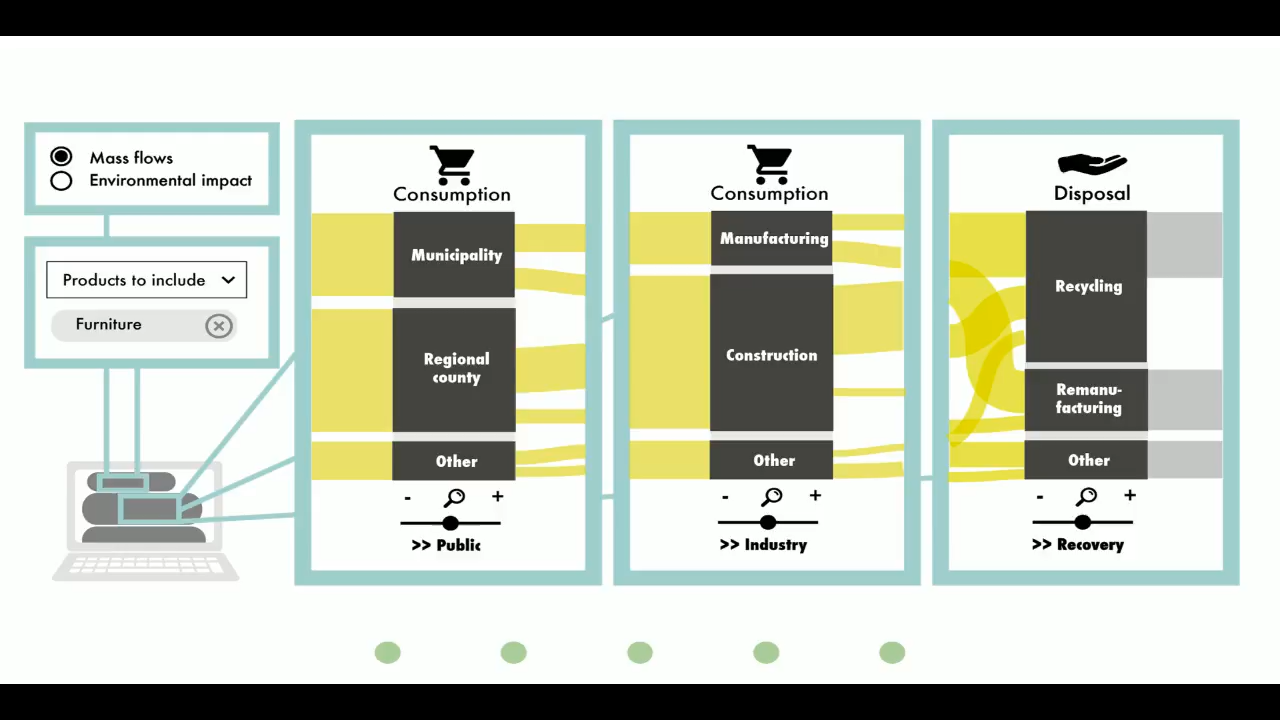 Mass flows
Environmental impact
Products to include
Furniture
Consumption
Municipality
Regional
county
Other
- +
>> Public
Consumption
Manufacturing
Construction
Other
- +
>> Industry
Disposal
Recycling
Remanu-
facturing
Other
- +
>> Recovery